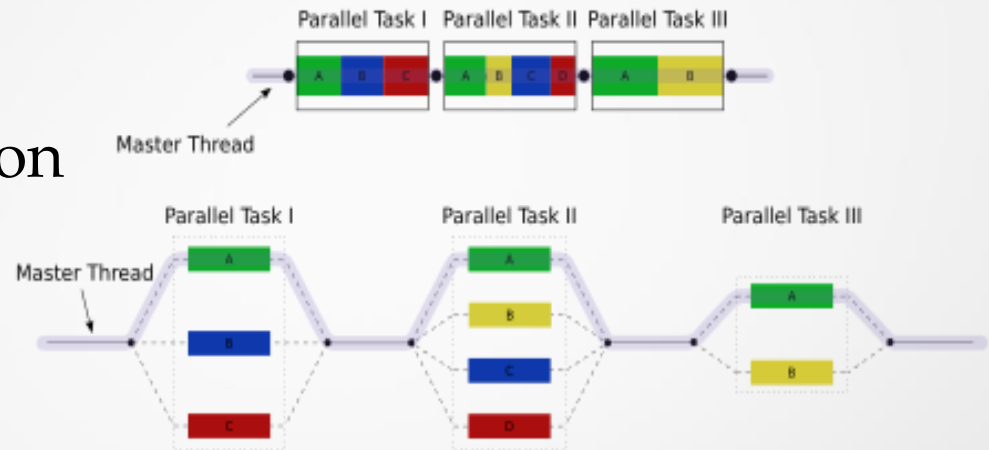 Parallel Task I Parallel Task II Parallel Task III
A B C A B C D A B
Master Thread
on
Parallel Task I Parallel Task II Parallel Task III
A A
Master Thread
A
B
B
C
B
C D